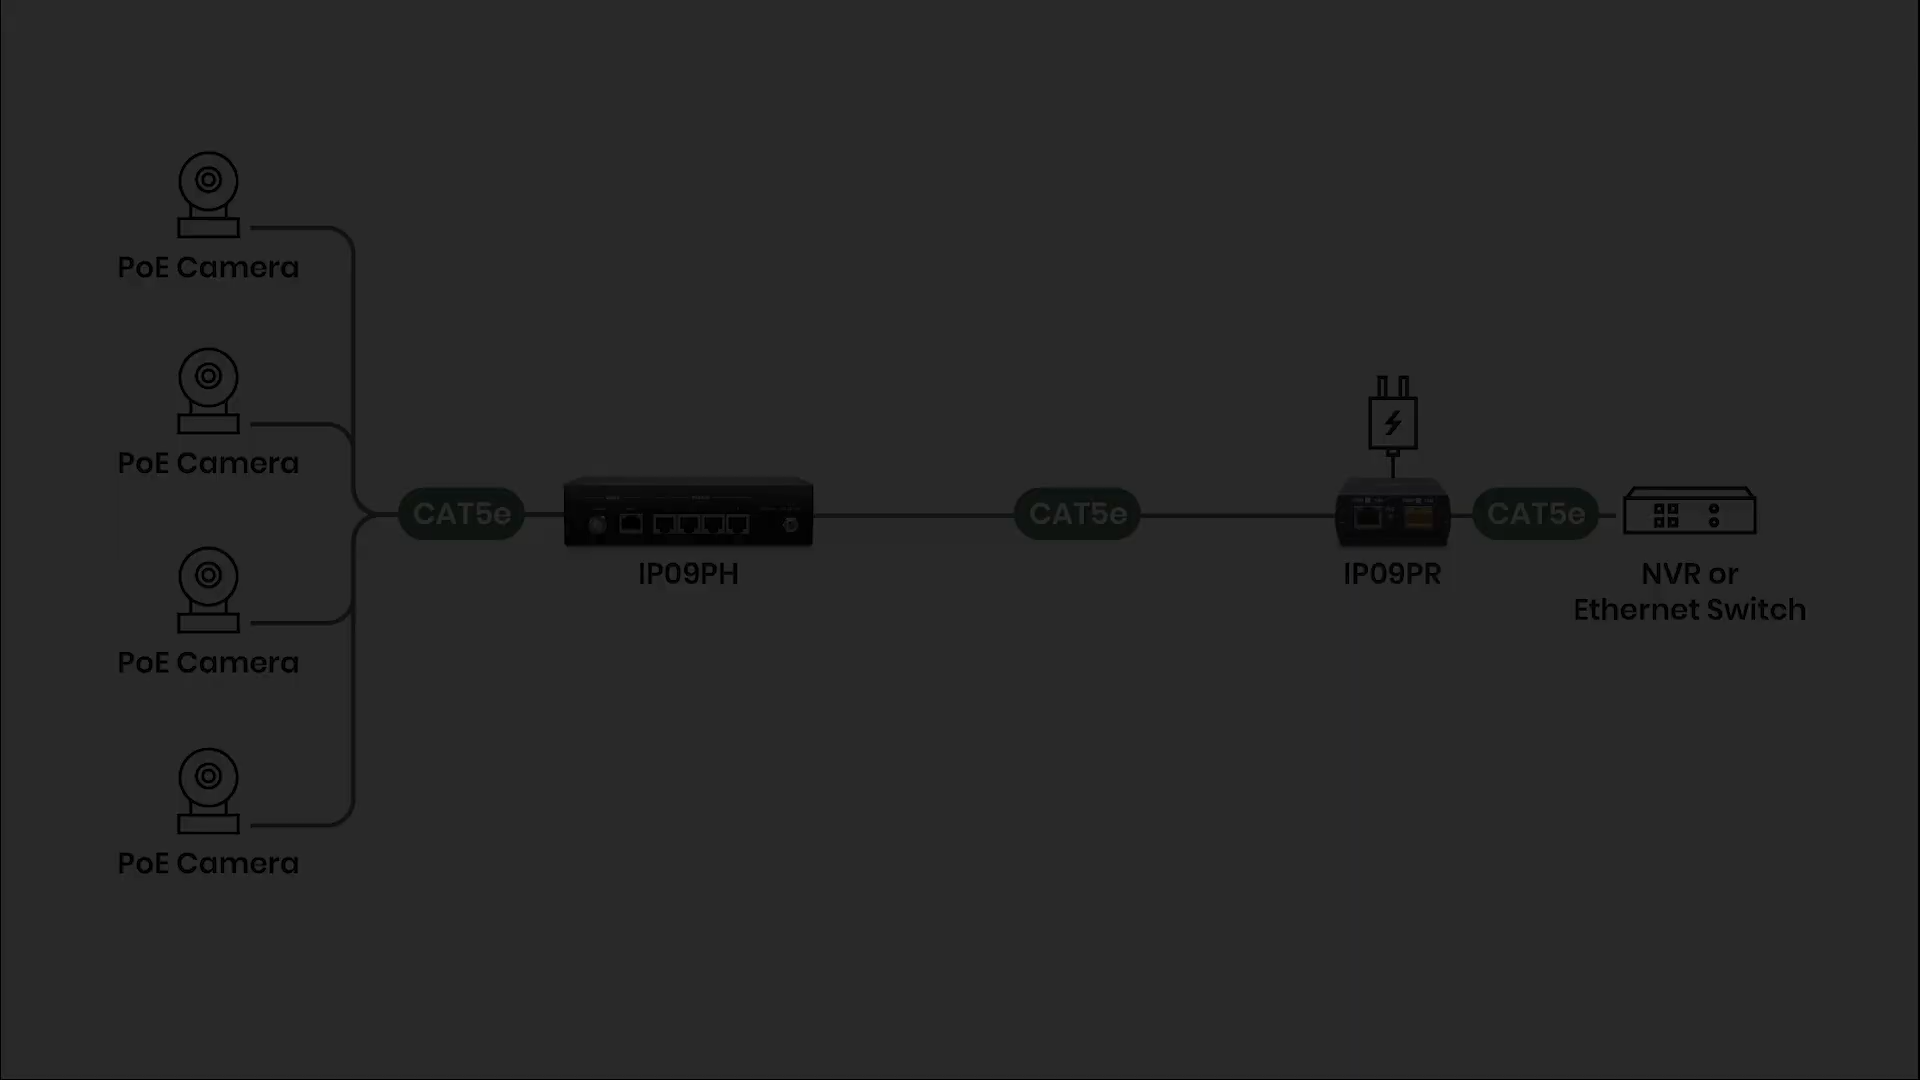 PoE Camera
PoE Camera
CAT5e
CAT5e
CAT5e
IP09PH
IP09PR
NVR or
Ethernet Switch
PoE Camera
PoE Camera